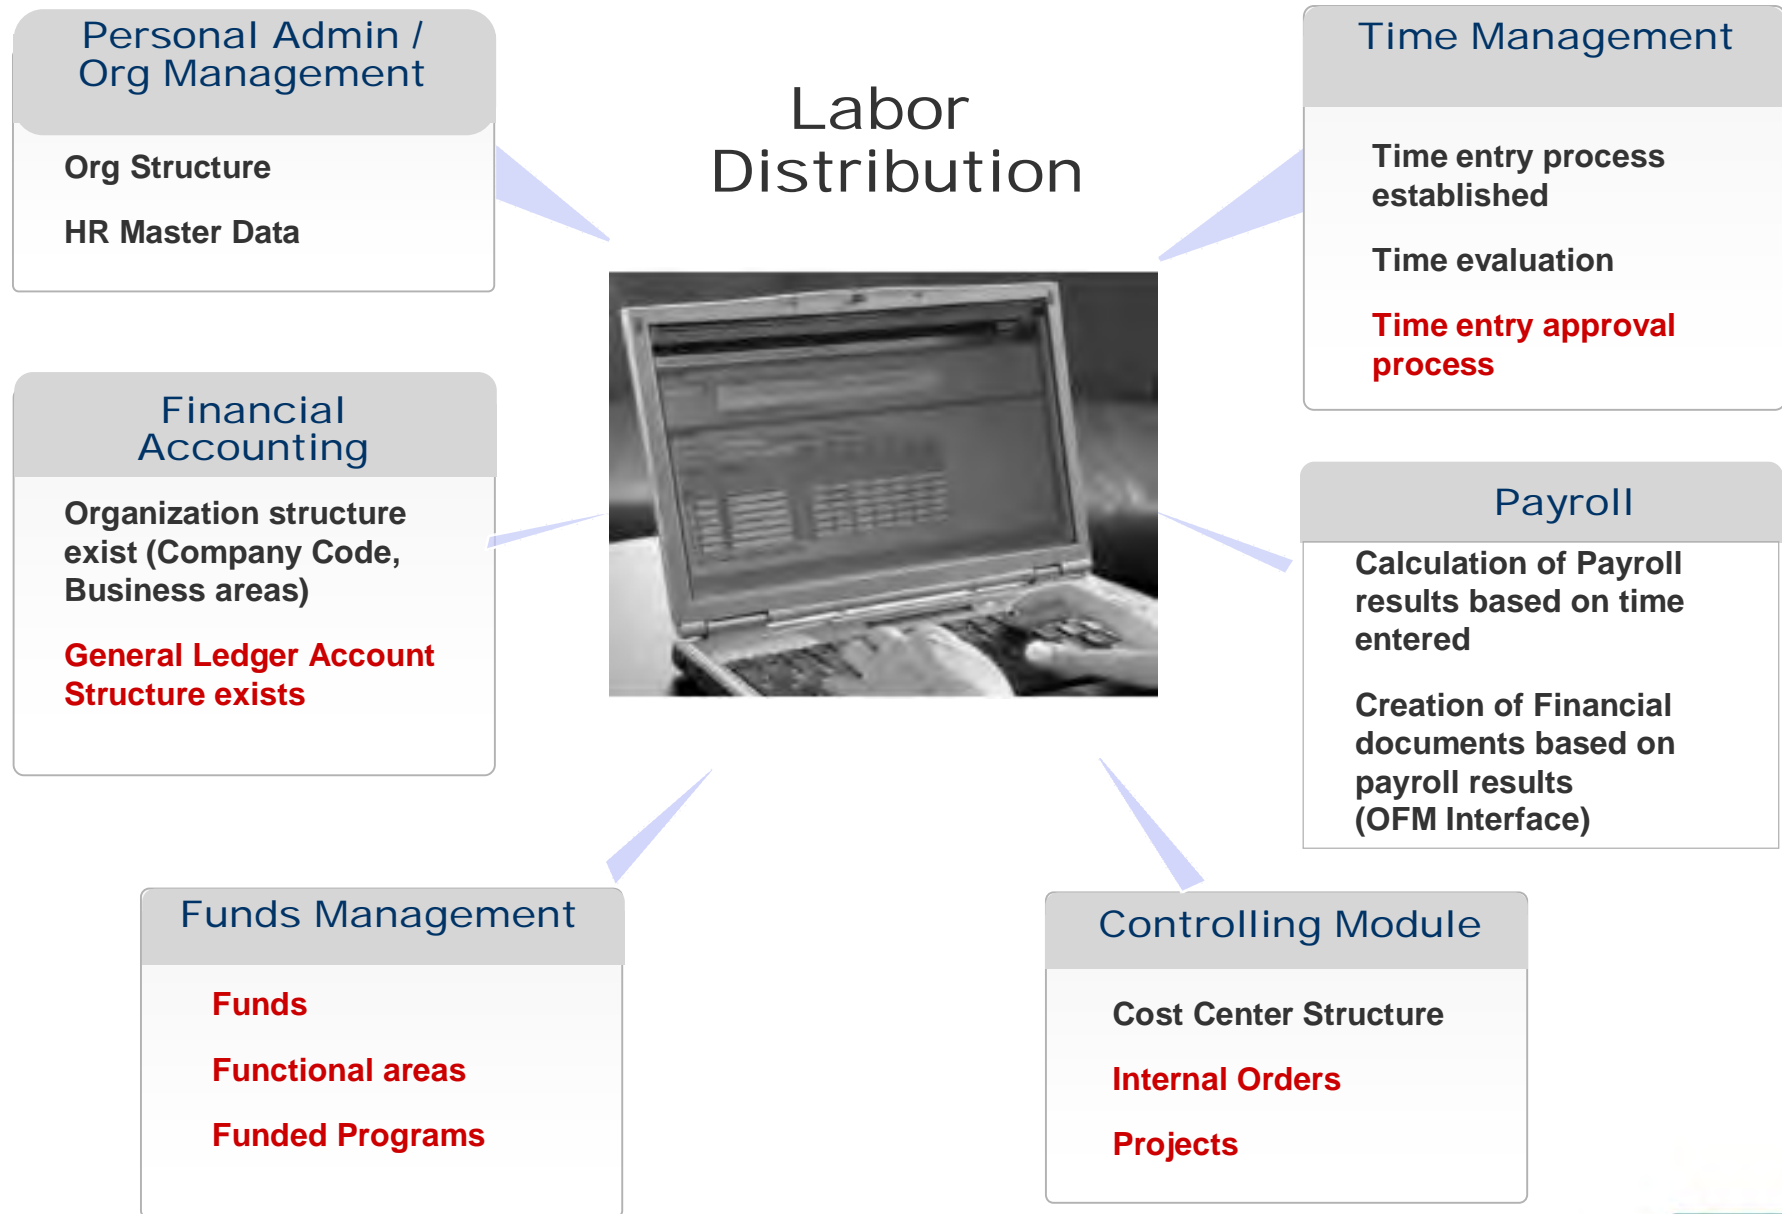 Personal Admin /
Org Management
Org Structure
HR Master Data
Labor
Distribution
Time Management
Time entry process
established
Time evaluation
Time entry approval
process
Financial
Accounting
Organization structure
exist (Company Code,
Business areas)
General Ledger Account
Structure exists
Payroll
Calculation of Payroll
results based on time
entered
Creation of Financial
documents based on
payroll results
(OFM Interface)
Funds Management
Funds
Functional areas
Funded Programs
Controlling Module
Cost Center Structure
Internal Orders
Projects